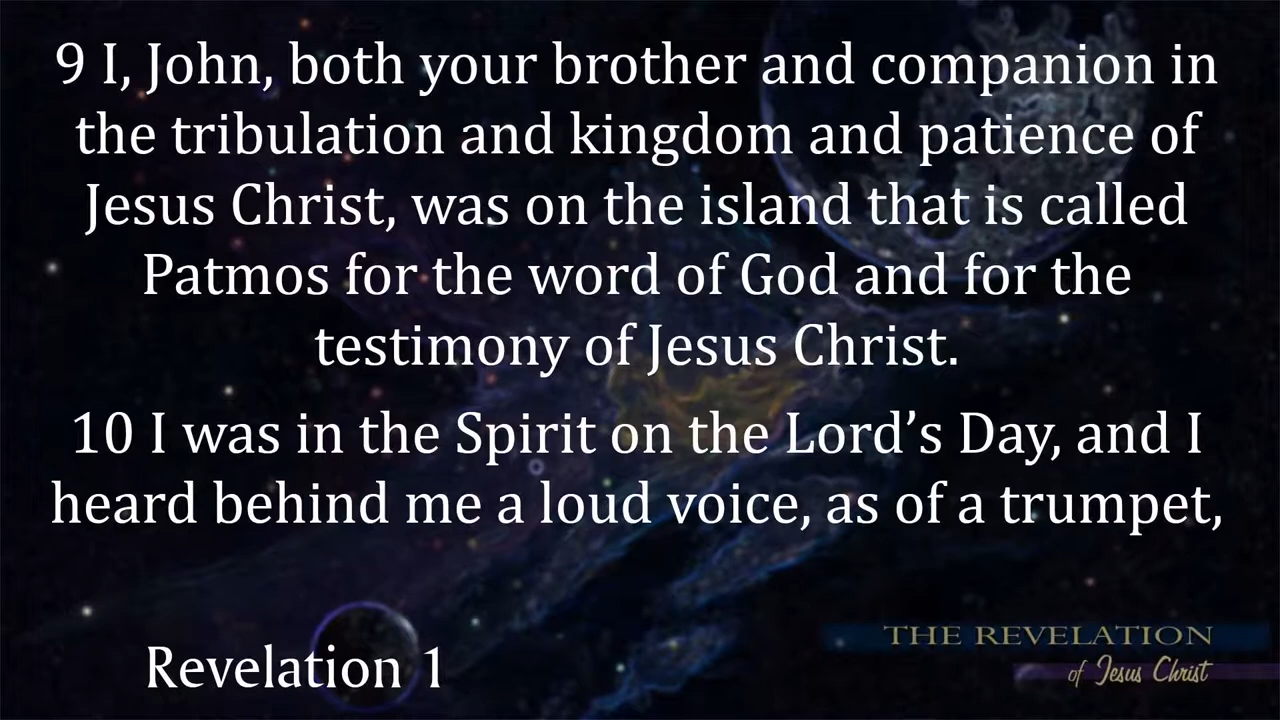 9 I, John, both your brother and companion in
the tribulation and kingdom and patience of
Jesus Christ, was on the island that is called
Patmos for the word of God and for the
testimony of Jesus Christ.
10 I was in the Spirit on the Lord’s Day, and I
heard behind me a loud voice, as of a trumpet,
Revelation 1
THE REVELATION
of Jesus Christ